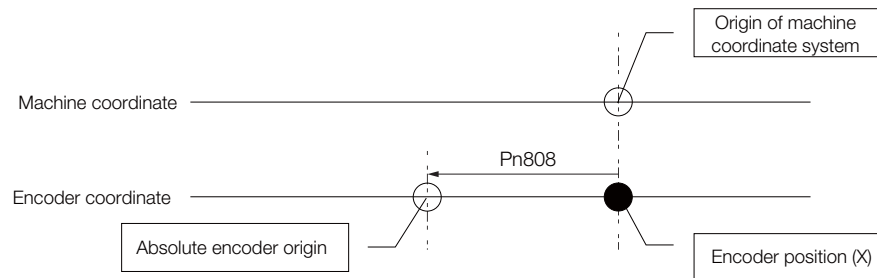 Origin of machine
coordinate system
Machine coordinate
Pn808
Encoder coordinate
Absolute encoder origin
Encoder position (X)